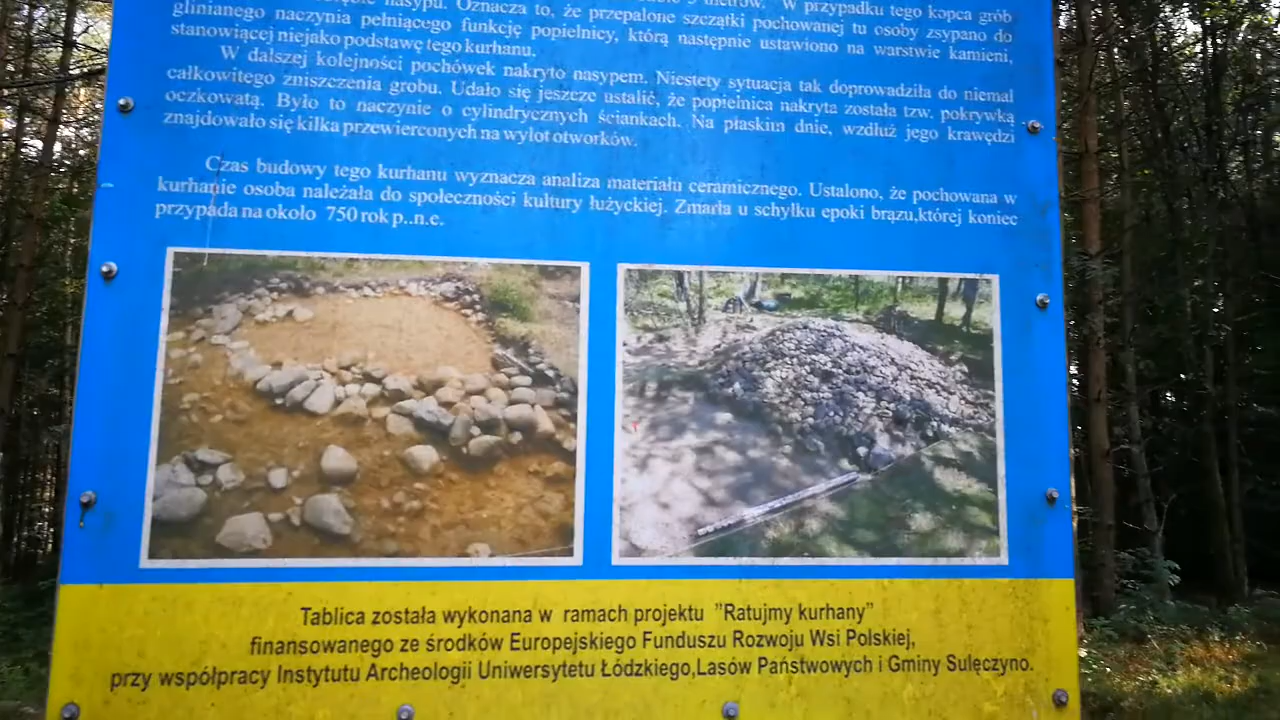 nasypu. Oznacza to, że przepalone szczątki pochowanej tu osoby zsypano do
glinianego naczynia pełniącego funkcję popielnicy, którą następnie ustawiono na warstwie kamieni,
stanowiącej niejako podstawę tego kurhanu.
W dalszej kolejności pochówek nakryto nasypem. Niestety sytuacja tak doprowadziła do niemal
całkowitego zniszczenia grobu. Udało się jeszcze ustalić, że popielnica nakryta została tzw. pokrywką
oczkowatą. Było to naczynie o cylindrycznych ściankach. Na płaskim dnie, wzdłuż jego krawędzi
znajdowało się kilka przewierconych na wylot otworków.
Czas budowy tego kurhanu wyznacza analiza materiału ceramicznego. Ustalono, że pochowana w
kurhanie osoba należała do społeczności kultury łużyckiej. Zmarła u schyłku epoki brązu,której koniec
przypada na około 750 rok p..n.e.
Tablica została wykonana w ramach projektu "Ratujmy kurhany"
finansowanego ze środków Europejskiego Funduszu Rozwoju Wsi Polskiej,
przy współpracy Instytutu Archeologii Uniwersytetu Łódzkiego,Lasów Państwowych i Gminy Sulęczyno.